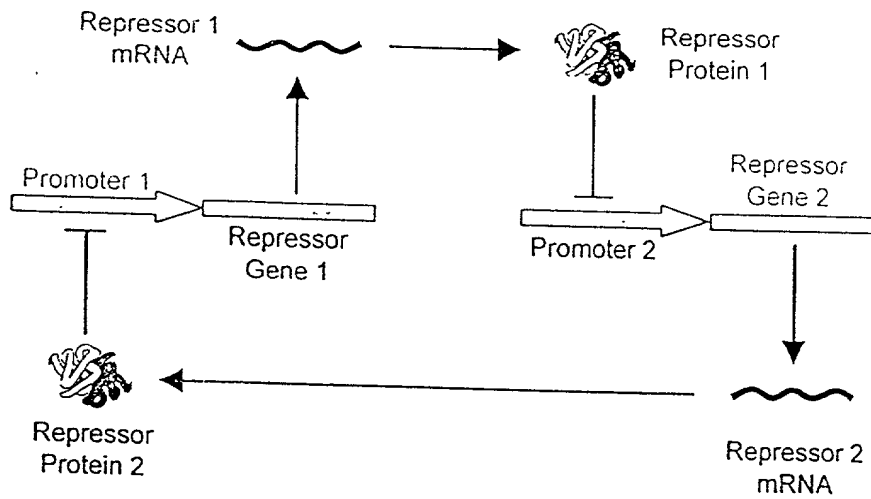 Repressor 1
mRNA
Repressor
Protein 1
Promoter 1
Repressor
Gene 1
Repressor
Gene 2
Promoter 2
Repressor
Protein 2
Repressor 2
mRNA